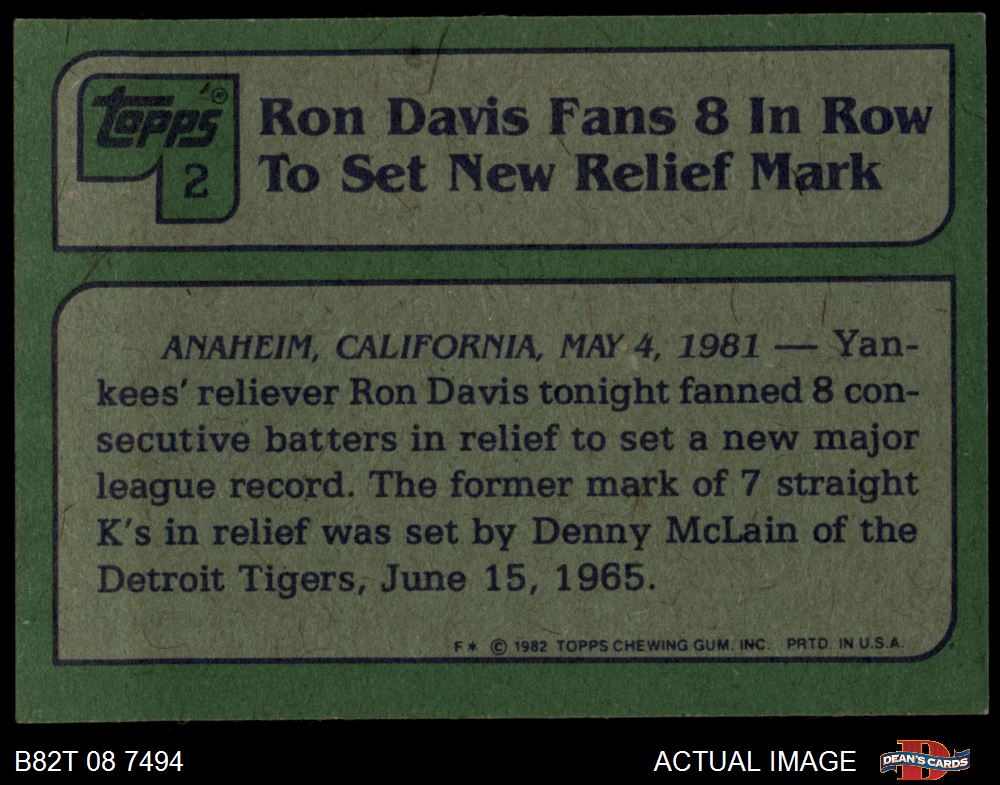 topps®
2
Ron Davis Fans 8 In Row
To Set New Relief Mark
ANAHEIM, CALIFORNIA, MAY 4, 1981 — Yan-
kees' reliever Ron Davis tonight fanned 8 con-
secutive batters in relief to set a new major
league record. The former mark of 7 straight
K's in relief was set by Denny McLain of the
Detroit Tigers, June 15, 1965.
F* © 1982 TOPPS CHEWING GUM. INC. PRTD. IN U.S.A.
B82T 08 7494
ACTUAL IMAGE
D
DEAN'S CARDS